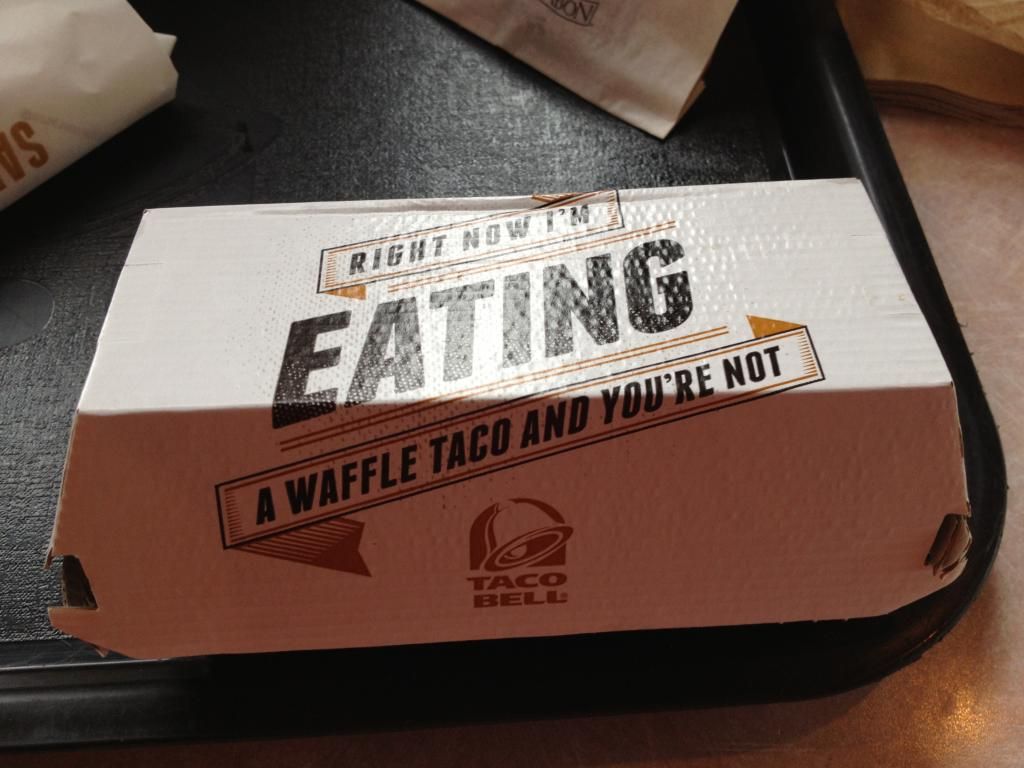 RIGHT NOW I'M
EATING
A WAFFLE TACO AND YOU'RE NOT
TACO
BELL